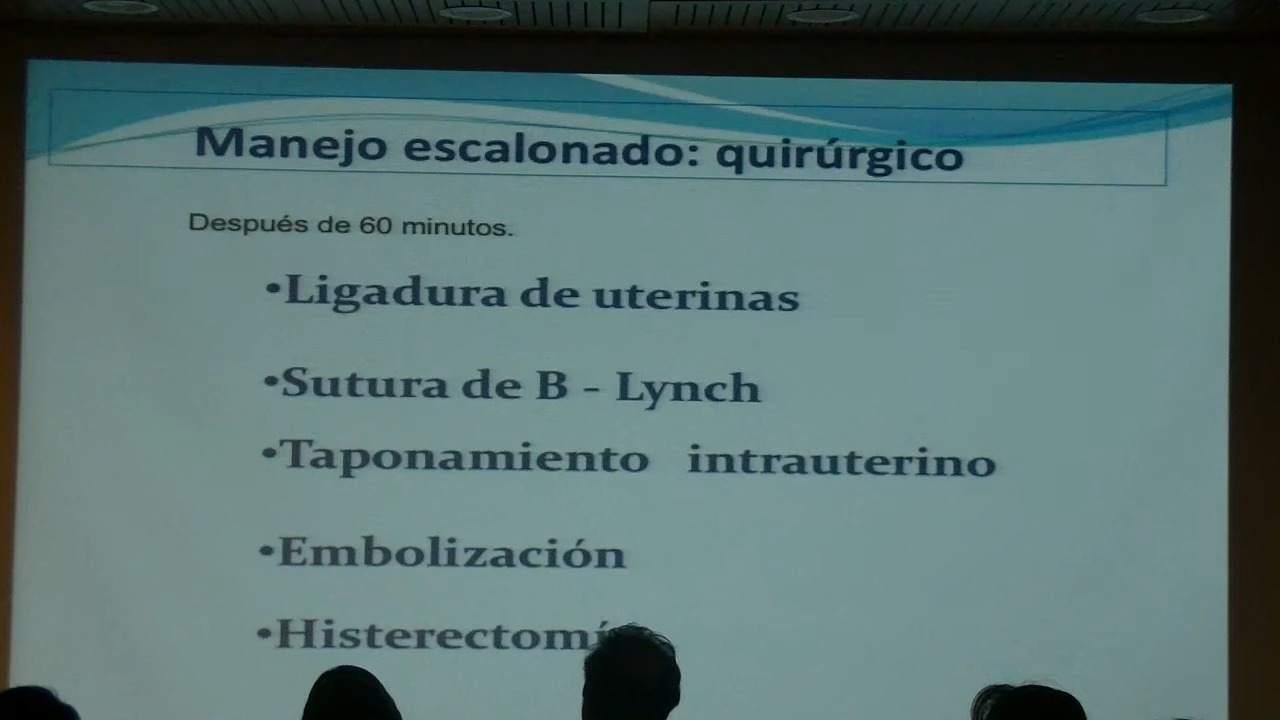 Manejo escalonado: quirúrgico
Después de 60 minutos.
•Ligadura de uterinas
•Sutura de B - Lynch
•Taponamiento intrauterino
•Embolización